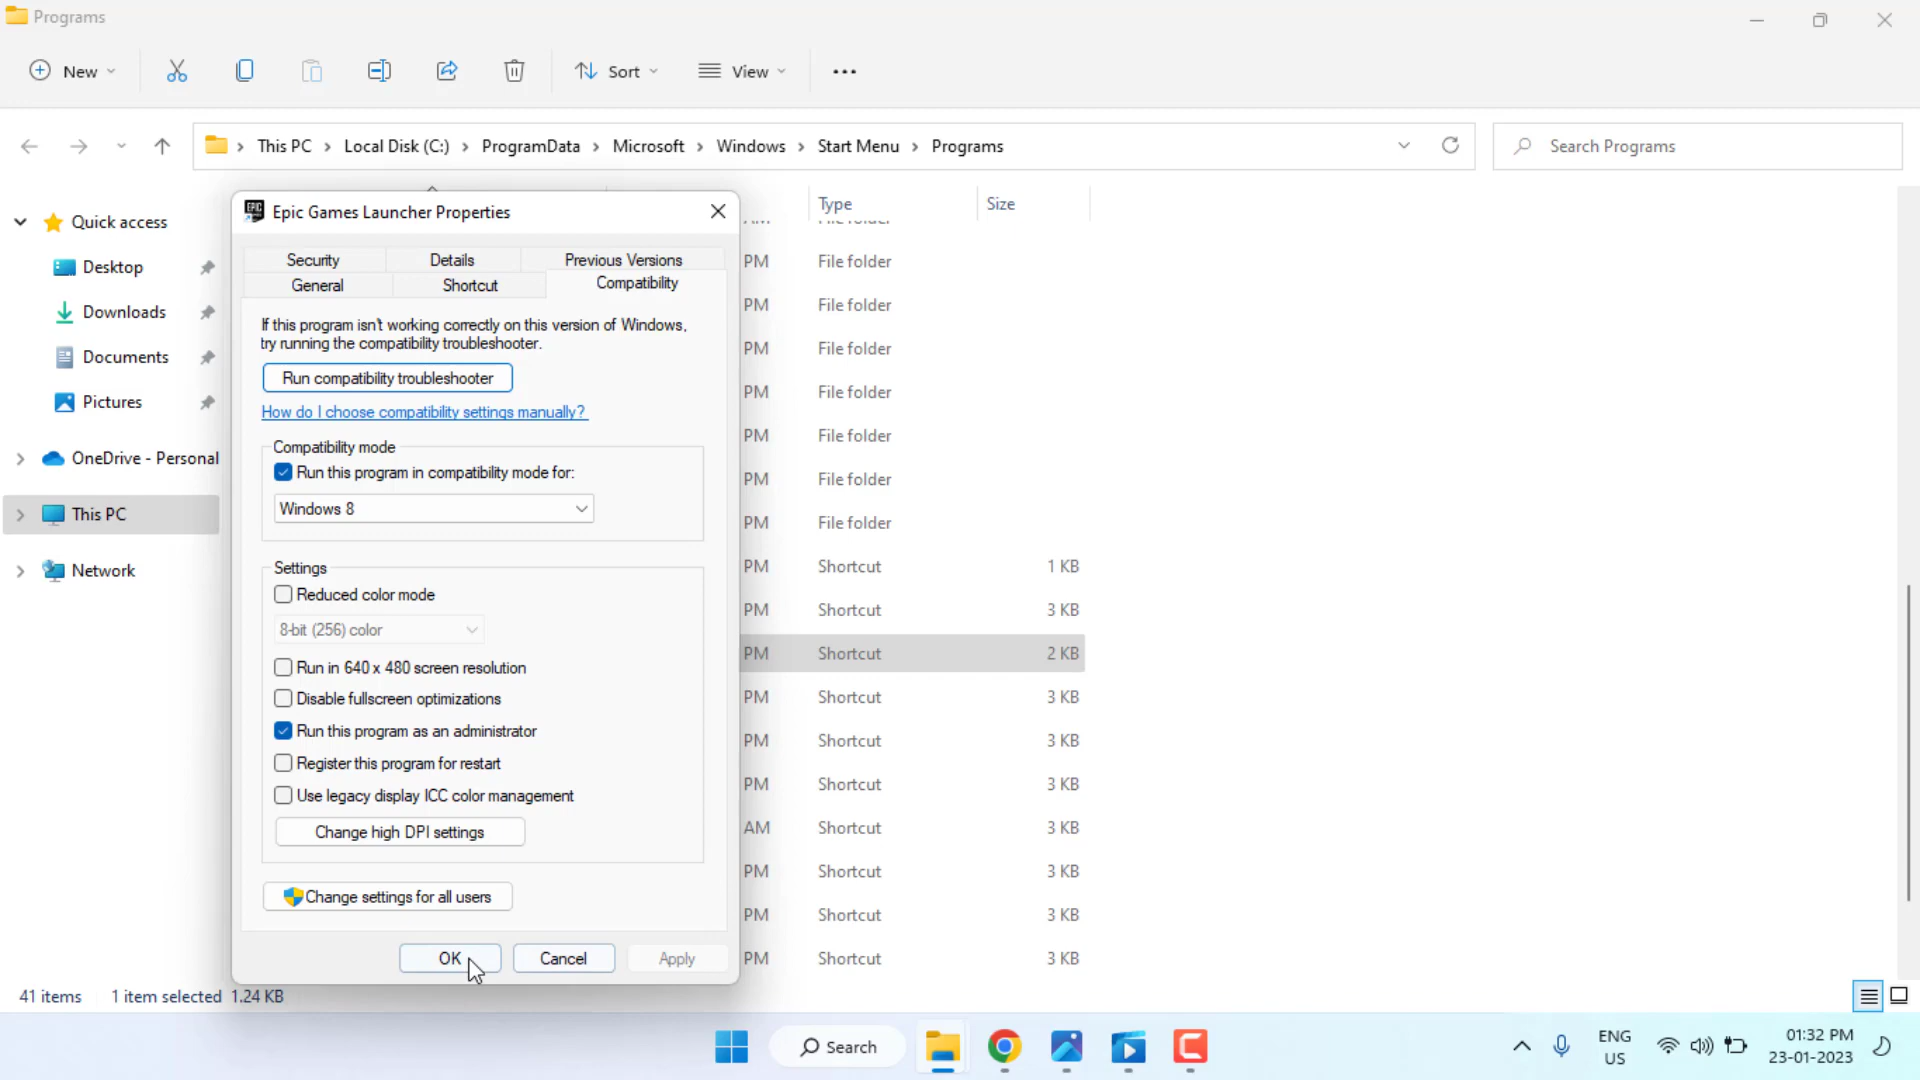 Programs
New
Sort
View
This PC
Local Disk (C:)
ProgramData
Microsoft
Windows
Start Menu
Programs
Search Programs
Quick access
Desktop
Downloads
Documents
Pictures
OneDrive - Personal
This PC
Network
Epic Games Launcher Properties
Security
Details
Previous Versions
General
Shortcut
Compatibility
If this program isn't working correctly on this version of Windows,
try running the compatibility troubleshooter.
Run compatibility troubleshooter
How do I choose compatibility settings manually?
Compatibility mode
Run this program in compatibility mode for:
Windows 8
Settings
Reduced color mode
8-bit (256) color
Run in 640 x 480 screen resolution
Disable fullscreen optimizations
Run this program as an administrator
Register this program for restart
Use legacy display ICC color management
Change high DPI settings
Change settings for all users
OK
Cancel
Apply
Type
Size
PM File folder
PM File folder
PM File folder
PM File folder
PM File folder
PM File folder
PM File folder
PM Shortcut 1 KB
PM Shortcut 3 KB
PM Shortcut 2 KB
PM Shortcut 3 KB
PM Shortcut 3 KB
PM Shortcut 3 KB
AM Shortcut 3 KB
PM Shortcut 3 KB
PM Shortcut 3 KB
PM Shortcut 3 KB
41 items
1 item selected 1.24 KB
Search
ENG
US
01:32 PM
23-01-2023